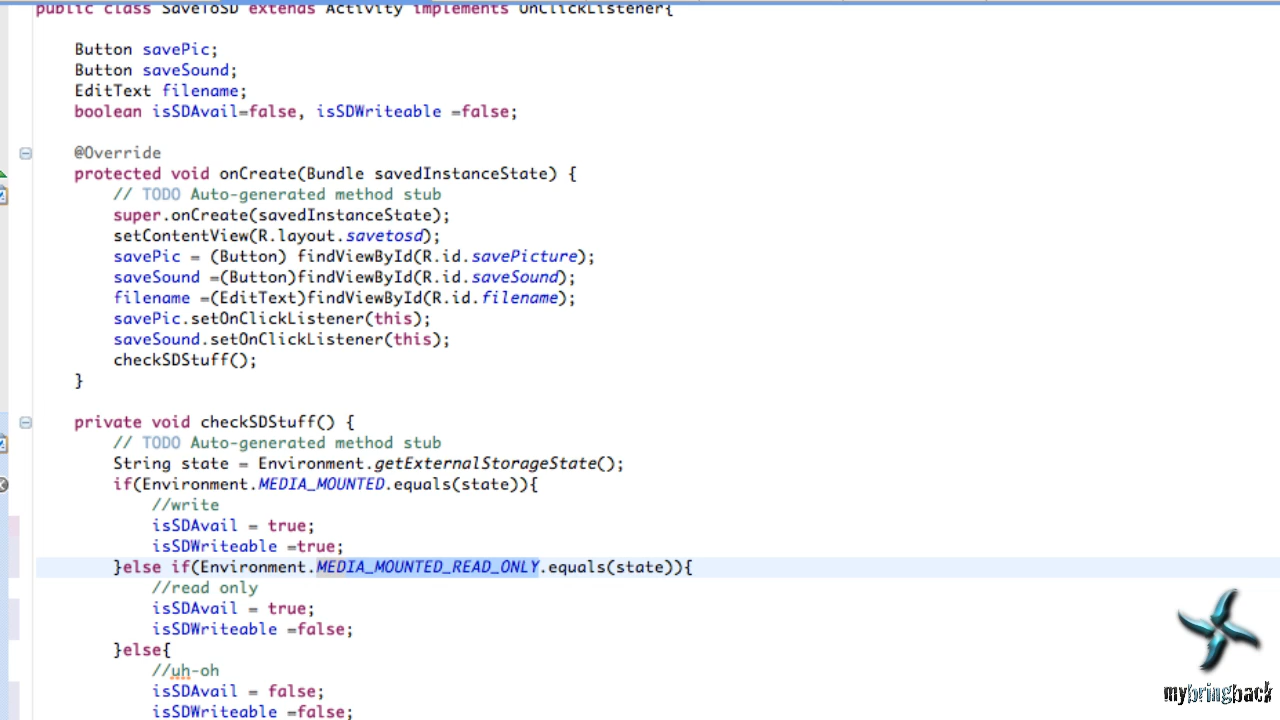 public class SaveToSD extends Activity implements OnClickListener{
Button savePic;
Button saveSound;
EditText filename;
boolean isSDAvail=false, isSDWriteable =false;
@Override
protected void onCreate(Bundle savedInstanceState) {
// TODO Auto-generated method stub
super.onCreate(savedInstanceState);
setContentView(R.layout.savetosd);
savePic = (Button) findViewById(R.id.savePicture);
saveSound =(Button)findViewById(R.id.saveSound);
filename =(EditText)findViewById(R.id.filename);
savePic.setOnClickListener(this);
saveSound.setOnClickListener(this);
checkSDStuff();
}
private void checkSDStuff() {
// TODO Auto-generated method stub
String state = Environment.getExternalStorageState();
if(Environment.MEDIA_MOUNTED.equals(state)){
//write
isSDAvail = true;
isSDWriteable =true;
}else if(Environment.MEDIA_MOUNTED_READ_ONLY.equals(state)){
//read only
isSDAvail = true;
isSDWriteable =false;
}else{
//uh-oh
isSDAvail = false;
isSDWriteable =false;
mybringback